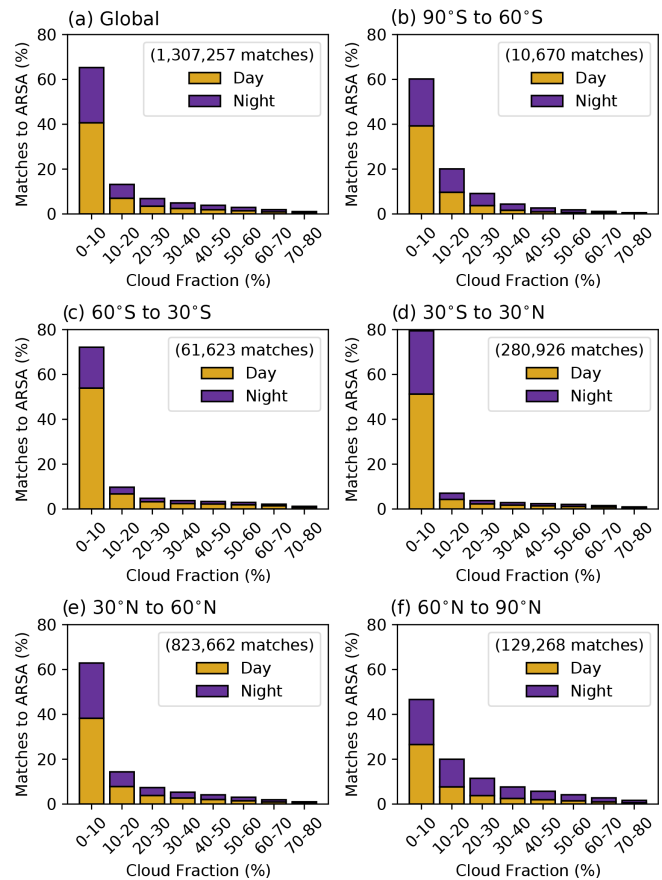 (a) Global
Matches to ARSA (%)
80
60
40
20
0
(1,307,257 matches)
Day
Night
0-10
10-20
20-30
30-40
40-50
50-60
60-70
70-80
Cloud Fraction (%)
(b) 90°S to 60°S
Matches to ARSA (%)
80
60
40
20
0
(10,670 matches)
Day
Night
0-10
10-20
20-30
30-40
40-50
50-60
60-70
70-80
Cloud Fraction (%)
(c) 60°S to 30°S
Matches to ARSA (%)
80
60
40
20
0
(61,623 matches)
Day
Night
0-10
10-20
20-30
30-40
40-50
50-60
60-70
70-80
Cloud Fraction (%)
(d) 30°S to 30°N
Matches to ARSA (%)
80
60
40
20
0
(280,926 matches)
Day
Night
0-10
10-20
20-30
30-40
40-50
50-60
60-70
70-80
Cloud Fraction (%)
(e) 30°N to 60°N
Matches to ARSA (%)
80
60
40
20
0
(823,662 matches)
Day
Night
0-10
10-20
20-30
30-40
40-50
50-60
60-70
70-80
Cloud Fraction (%)
(f) 60°N to 90°N
Matches to ARSA (%)
80
60
40
20
0
(129,268 matches)
Day
Night
0-10
10-20
20-30
30-40
40-50
50-60
60-70
70-80
Cloud Fraction (%)